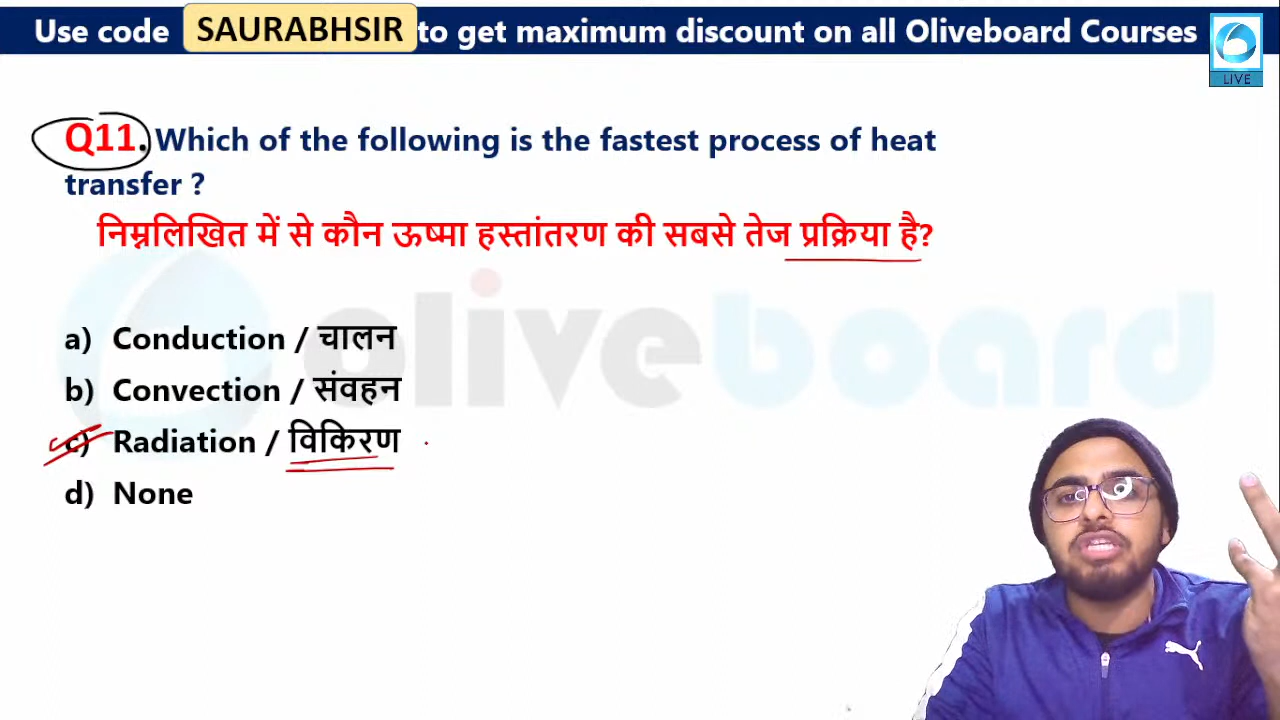 Use code SAURABHSIR to get maximum discount on all Oliveboard Courses
LIVE
Q11. Which of the following is the fastest process of heat
transfer ?
निम्नलिखित में से कौन ऊष्मा हस्तांतरण की सबसे तेज प्रक्रिया है?
oliveboard
a) Conduction / चालन
b) Convection / संवहन
c) Radiation / विकिरण
d) None